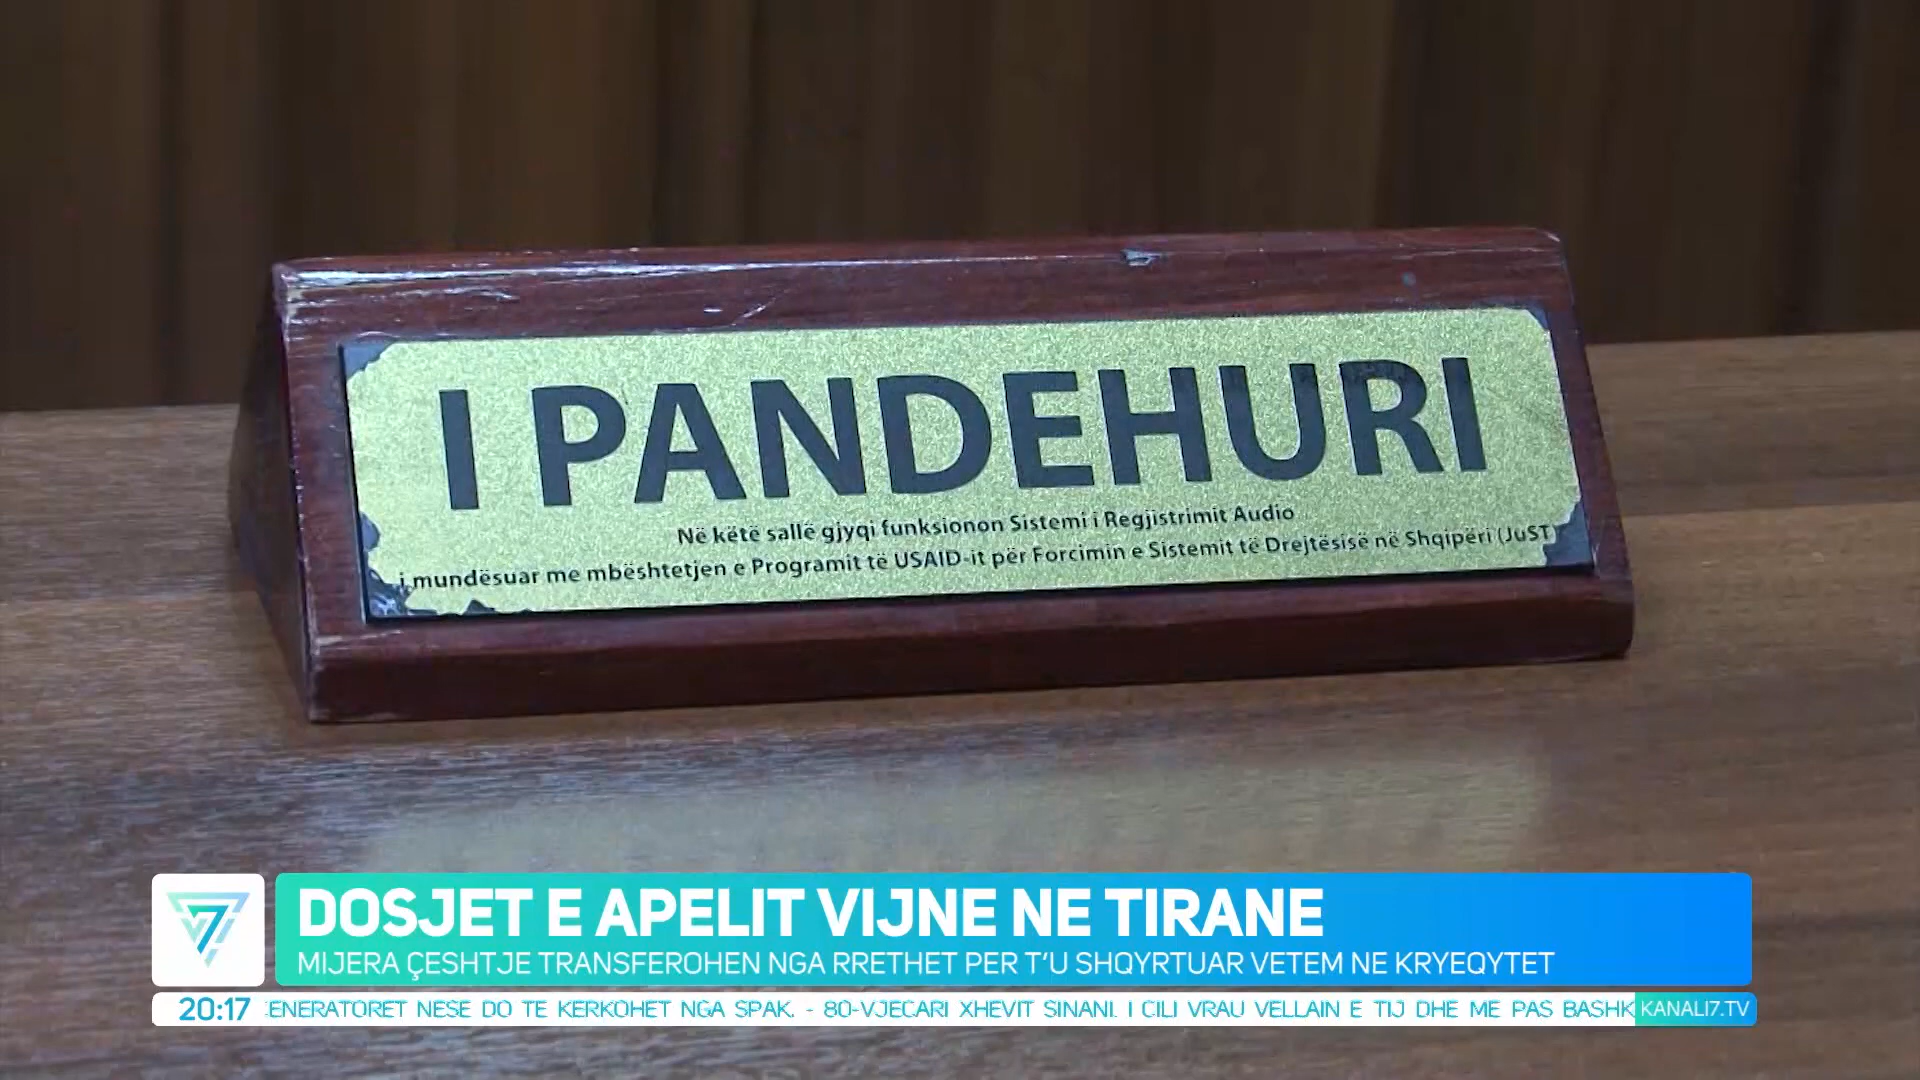 I PANDEHURI
Në këtë sallë gjyqi funksionon Sistemi i Regjistrimit Audio
i mundësuar me mbështetjen e Programit të USAID-it për Forcimin e Sistemit të Drejtësisë në Shqipëri (JuST)
DOSJET E APELIT VIJNE NE TIRANE
MIJERA ÇESHTJE TRANSFEROHEN NGA RRETHET PER T'U SHQYRTUAR VETEM NE KRYEQYTET
20:17 ENERATORET NESE DO TE KERKOHET NGA SPAK. - 80-VJECARI XHEVIT SINANI. I CILI VRAU VELLAIN E TIJ DHE ME PAS BASHK KANALI7.TV